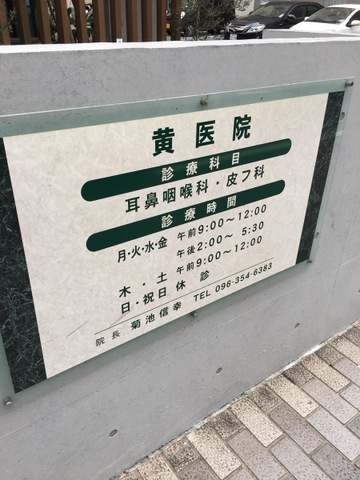 黄医院
診療科目
耳鼻咽喉科・皮フ科
診療時間
月・火・水・金 午前9:00～12:00
午後2:00～5:30
木・土 午前9:00～12:00
日・祝日 休診
院長 菊池信幸 TEL 096-354-6383